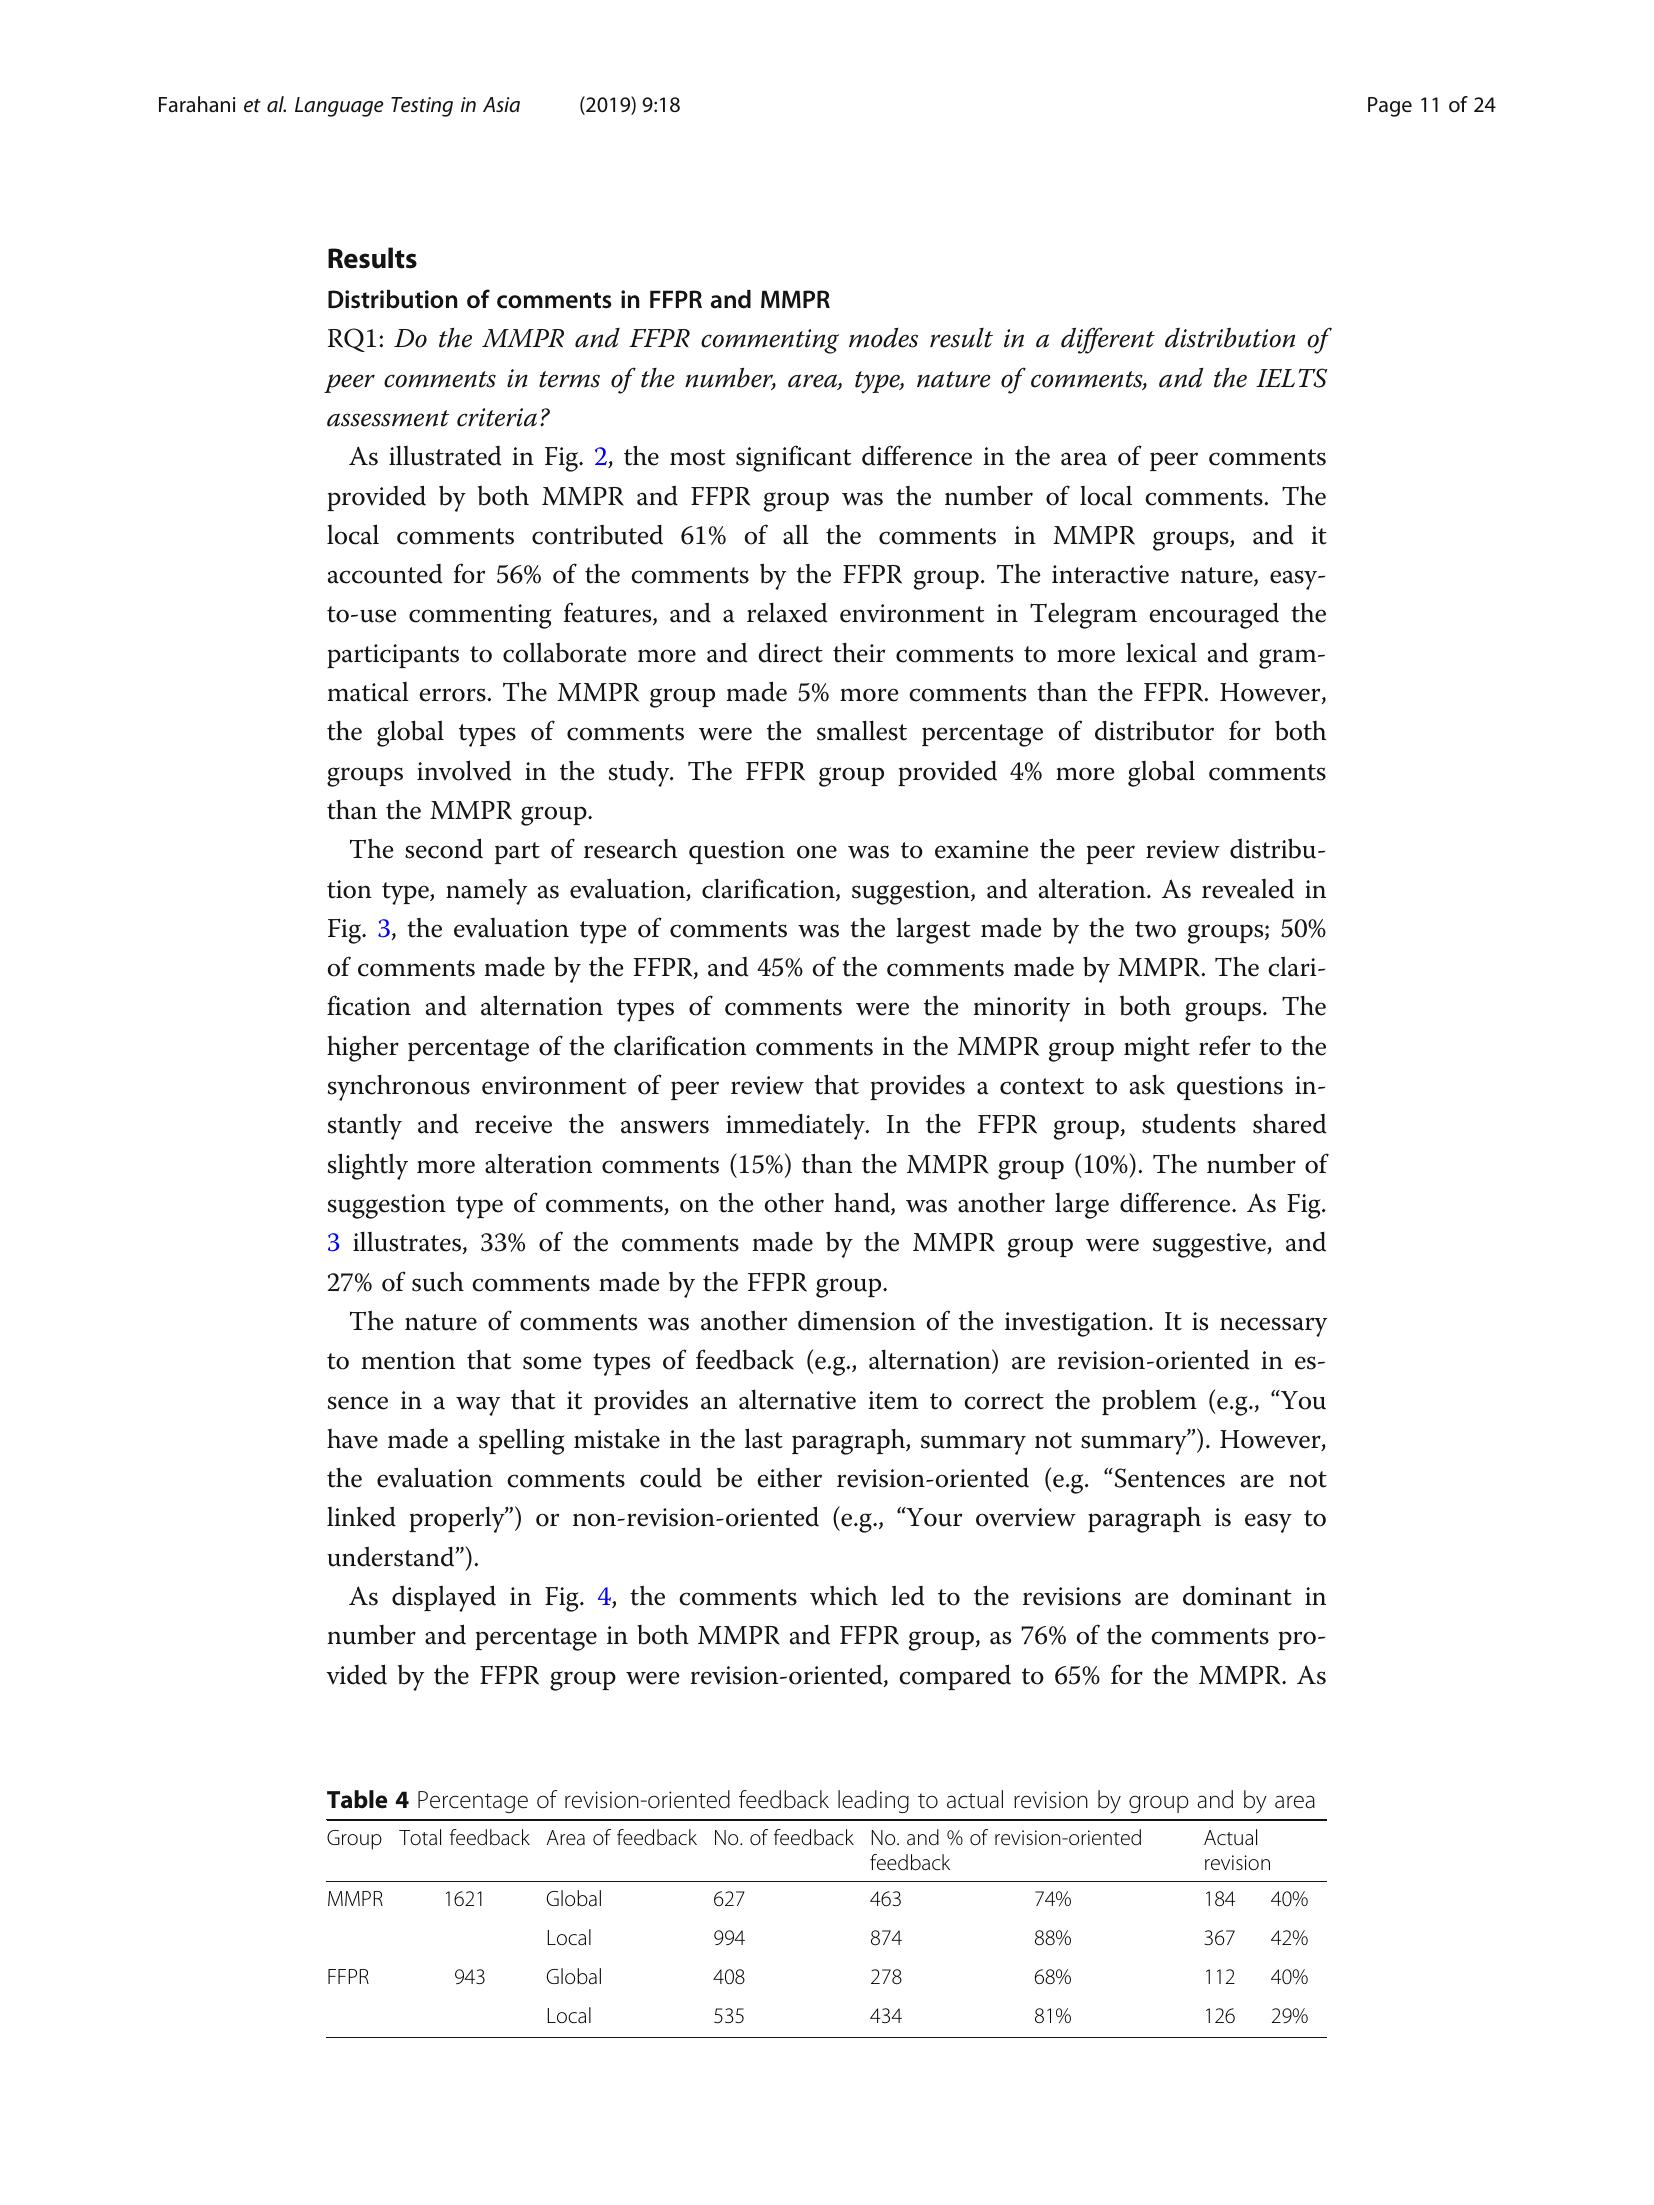 Farahani et al. Language Testing in Asia (2019) 9:18 Page 11 of 24
Results
Distribution of comments in FFPR and MMPR
RQ1: Do the MMPR and FFPR commenting modes result in a different distribution of
peer comments in terms of the number, area, type, nature of comments, and the IELTS
assessment criteria?
As illustrated in Fig. 2, the most significant difference in the area of peer comments
provided by both MMPR and FFPR group was the number of local comments. The
local comments contributed 61% of all the comments in MMPR groups, and it
accounted for 56% of the comments by the FFPR group. The interactive nature, easy-
to-use commenting features, and a relaxed environment in Telegram encouraged the
participants to collaborate more and direct their comments to more lexical and gram-
matical errors. The MMPR group made 5% more comments than the FFPR. However,
the global types of comments were the smallest percentage of distributor for both
groups involved in the study. The FFPR group provided 4% more global comments
than the MMPR group.
The second part of research question one was to examine the peer review distribu-
tion type, namely as evaluation, clarification, suggestion, and alteration. As revealed in
Fig. 3, the evaluation type of comments was the largest made by the two groups; 50%
of comments made by the FFPR, and 45% of the comments made by MMPR. The clari-
fication and alternation types of comments were the minority in both groups. The
higher percentage of the clarification comments in the MMPR group might refer to the
synchronous environment of peer review that provides a context to ask questions in-
stantly and receive the answers immediately. In the FFPR group, students shared
slightly more alteration comments (15%) than the MMPR group (10%). The number of
suggestion type of comments, on the other hand, was another large difference. As Fig.
3 illustrates, 33% of the comments made by the MMPR group were suggestive, and
27% of such comments made by the FFPR group.
The nature of comments was another dimension of the investigation. It is necessary
to mention that some types of feedback (e.g., alternation) are revision-oriented in es-
sence in a way that it provides an alternative item to correct the problem (e.g., “You
have made a spelling mistake in the last paragraph, summary not summary”). However,
the evaluation comments could be either revision-oriented (e.g. “Sentences are not
linked properly”) or non-revision-oriented (e.g., “Your overview paragraph is easy to
understand”).
As displayed in Fig. 4, the comments which led to the revisions are dominant in
number and percentage in both MMPR and FFPR group, as 76% of the comments pro-
vided by the FFPR group were revision-oriented, compared to 65% for the MMPR. As
Table 4 Percentage of revision-oriented feedback leading to actual revision by group and by area
Group Total feedback Area of feedback No. of feedback No. and % of revision-oriented Actual
feedback revision
MMPR 1621 Global 627 463 74% 184 40%
Local 994 874 88% 367 42%
FFPR 943 Global 408 278 68% 112 40%
Local 535 434 81% 126 29%